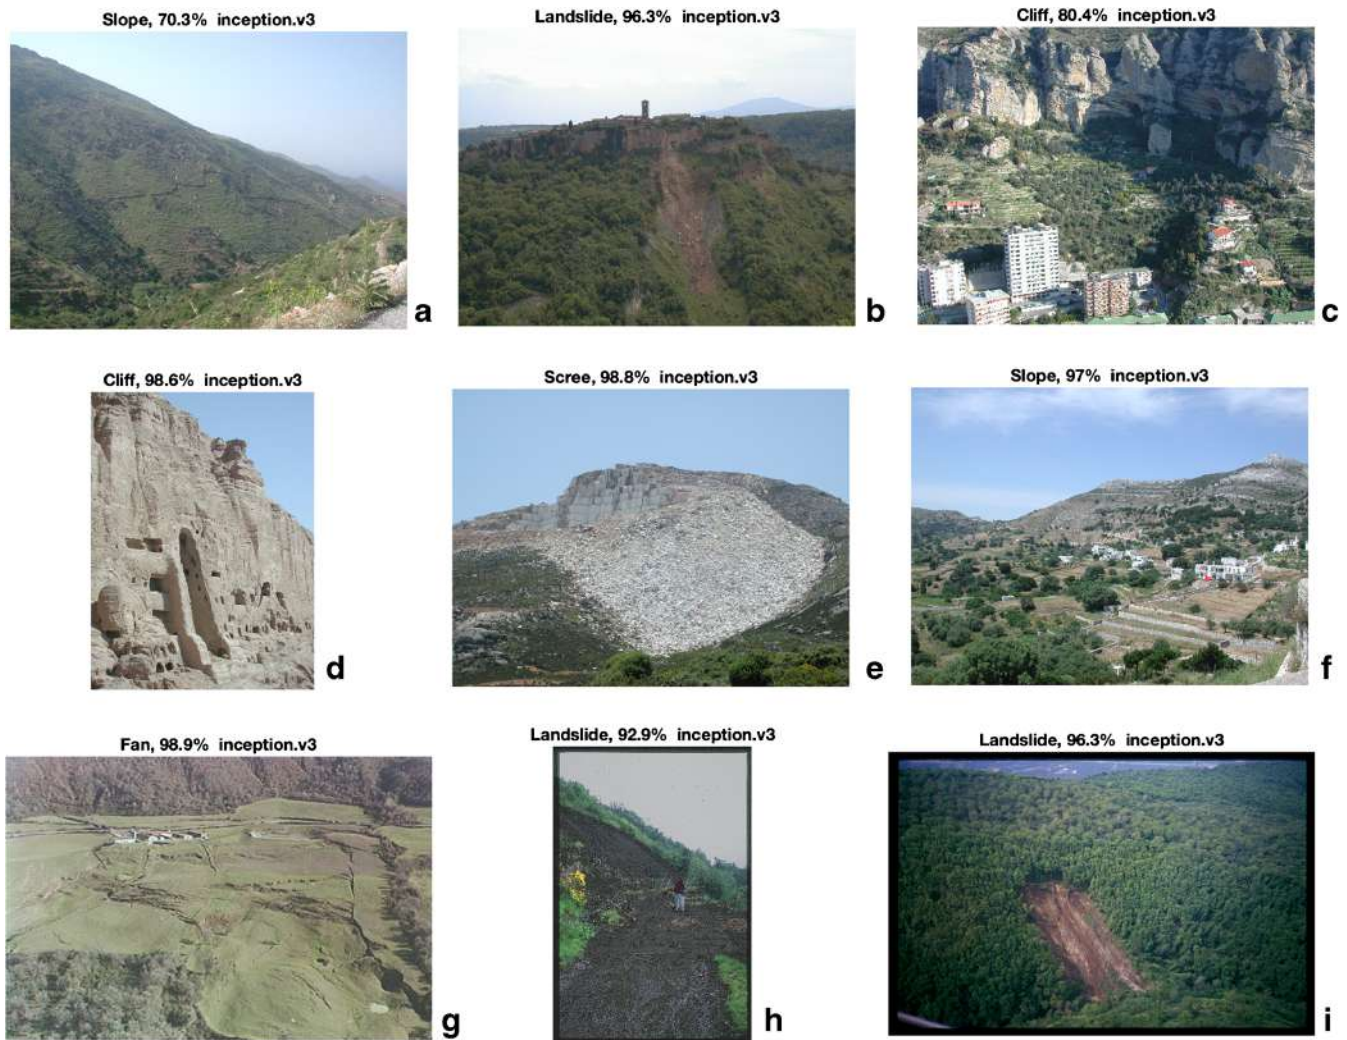 Slope, 70.3%  inception.v3
Landslide, 96.3%  inception.v3
Cliff, 80.4%  inception.v3
a
b
c
Cliff, 98.6%  inception.v3
Scree, 98.8%  inception.v3
Slope, 97%  inception.v3
d
e
f
Fan, 98.9%  inception.v3
Landslide, 92.9%  inception.v3
Landslide, 96.3%  inception.v3
g
h
i